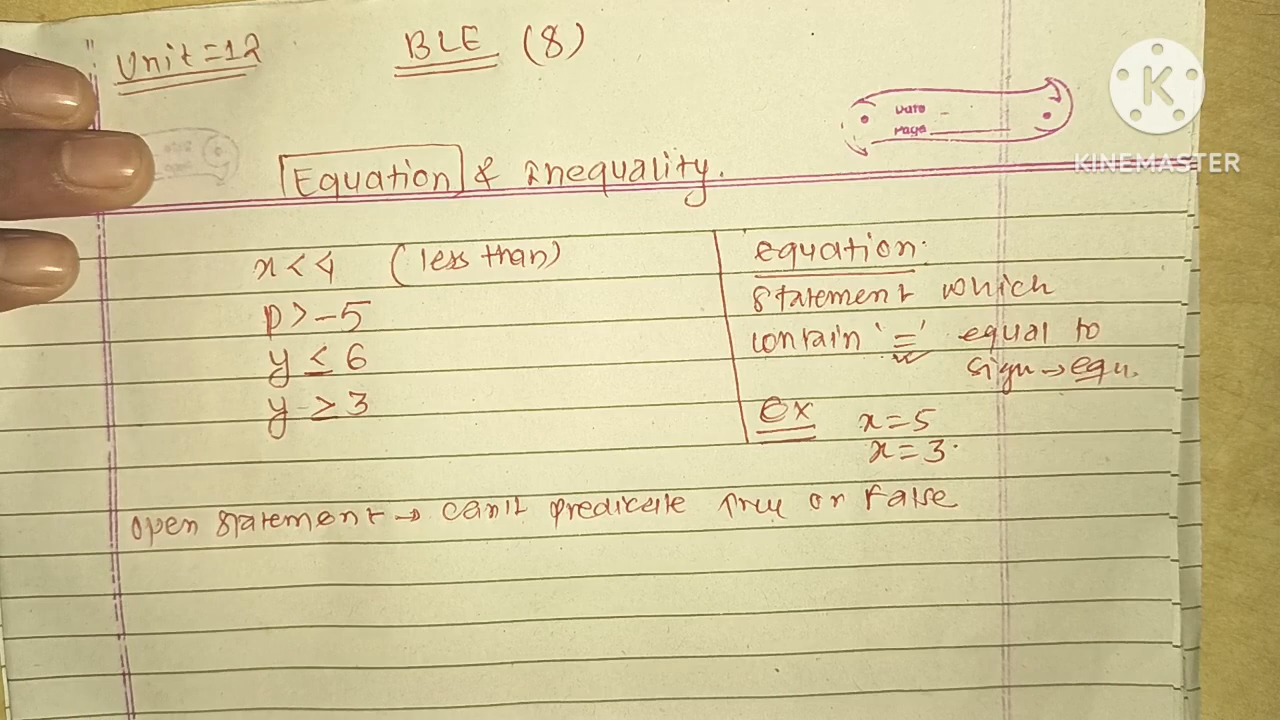 Unit = 12
BLE (8)
Date
Page
K
KINEMASTER
Equation & Inequality.
x < 4 (less than)
p > -5
y ≤ 6
y ≥ 3
equation:
statement which
contain '=' equal to
sign → equ.
Ex x = 5
x = 3.
open statement → can't predicate true or False